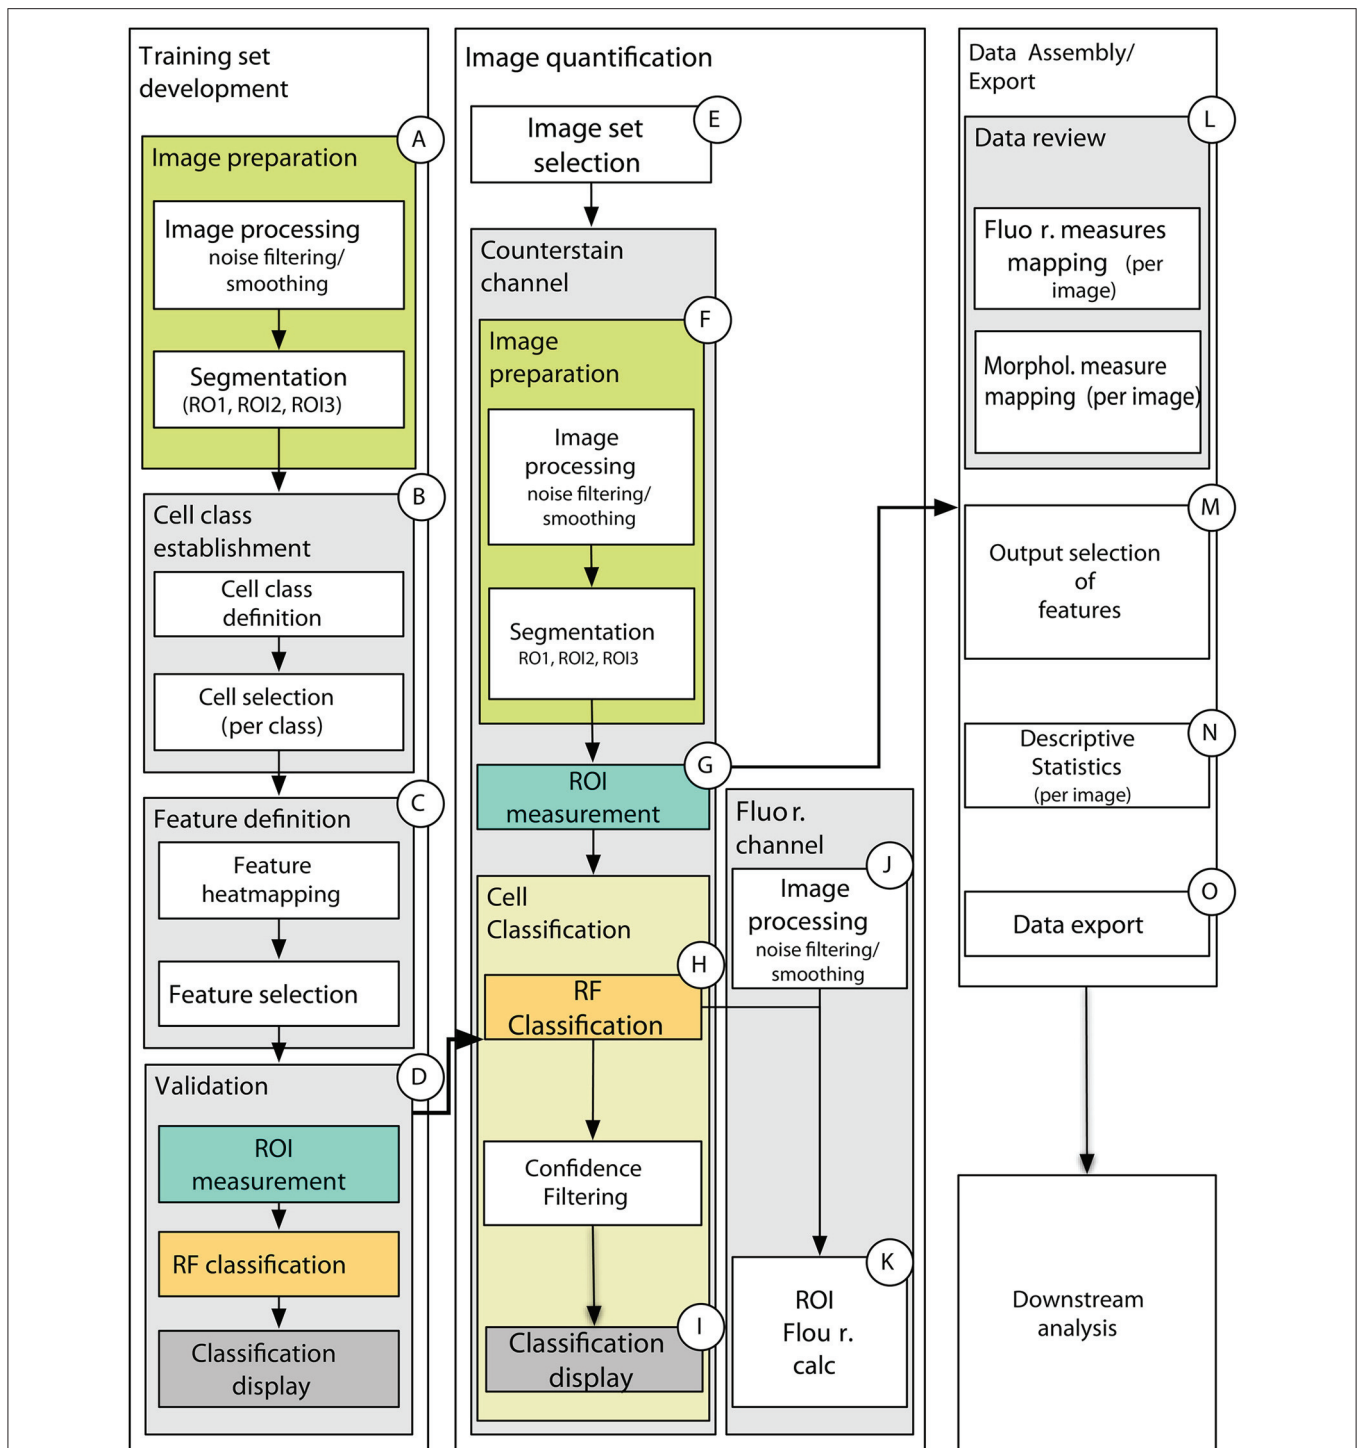 Training set
development
A
Image preparation
Image processing
noise filtering/
smoothing
Segmentation
(RO1, ROI2, ROI3)
B
Cell class
establishment
Cell class
definition
Cell selection
(per class)
C
Feature definition
Feature
heatmapping
Feature selection
D
Validation
ROI
measurement
RF classification
Classification
display
Image quantification
E
Image set
selection
Counterstain
channel
F
Image
preparation
Image
processing
noise filtering/
smoothing
Segmentation
RO1, ROI2, ROI3
G
ROI
measurement
Cell
Classification
H
RF
Classification
Confidence
Filtering
I
Classification
display
Fluo r.
channel
J
Image
processing
noise filtering/
smoothing
K
ROI
Flou r.
calc
Data Assembly/
Export
L
Data review
Fluo r. measures
mapping (per
image)
Morphol. measure
mapping (per image)
M
Output selection
of
features
N
Descriptive
Statistics
(per image)
O
Data export
Downstream
analysis